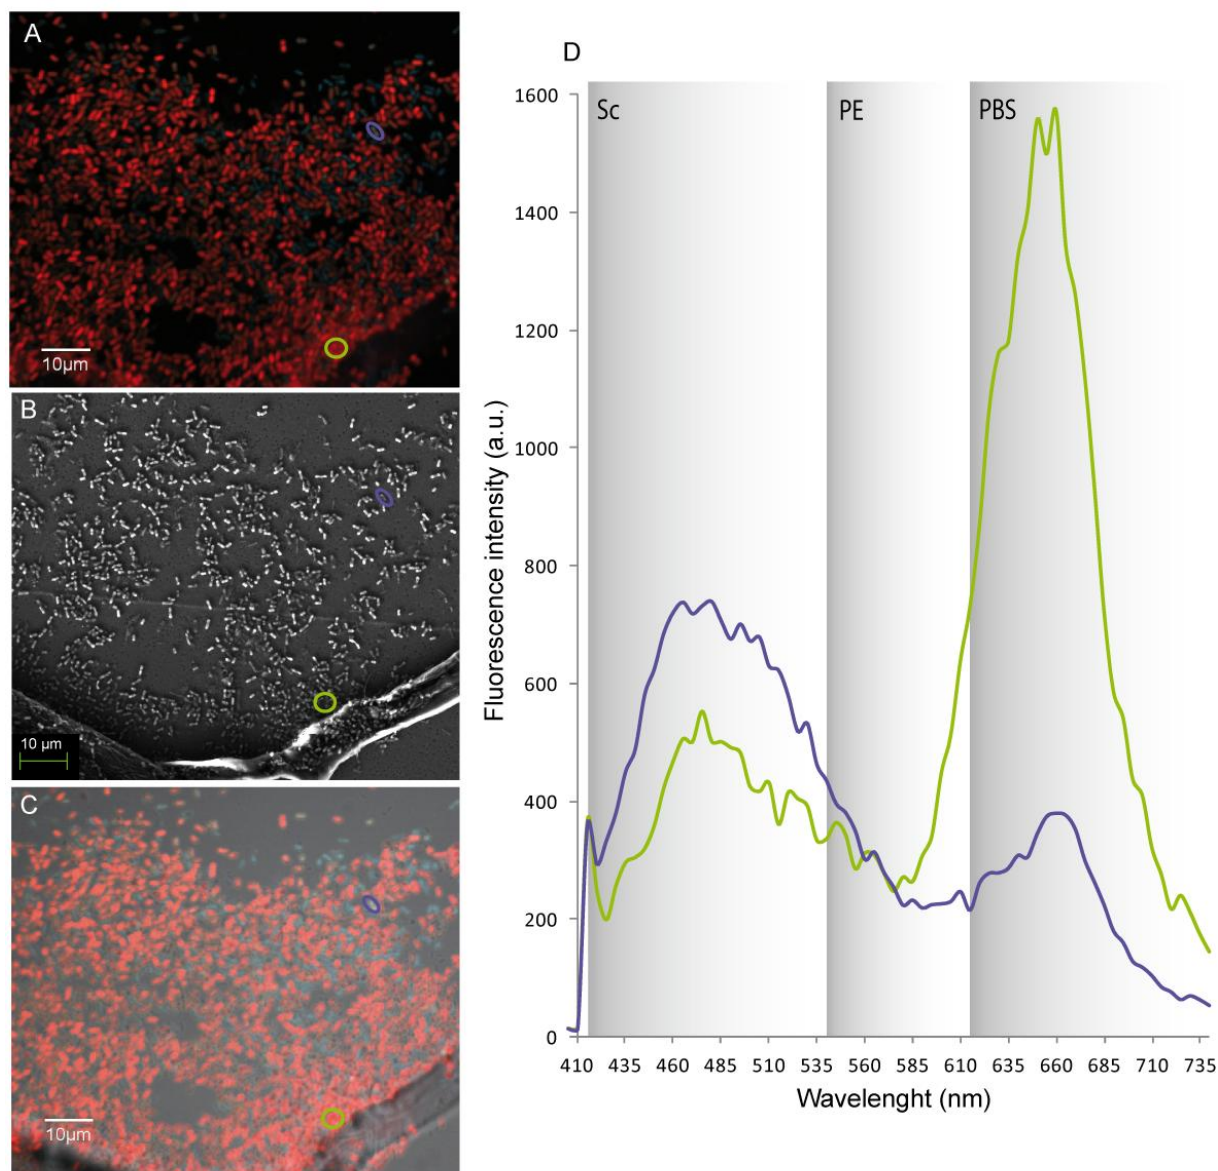 A
10µm
B
10 µm
C
10µm
D
Sc
PE
PBS
Fluorescence intensity (a.u.)
1600
1400
1200
1000
800
600
400
200
0
410 435 460 485 510 535 560 585 610 635 660 685 710 735
Wavelenght (nm)